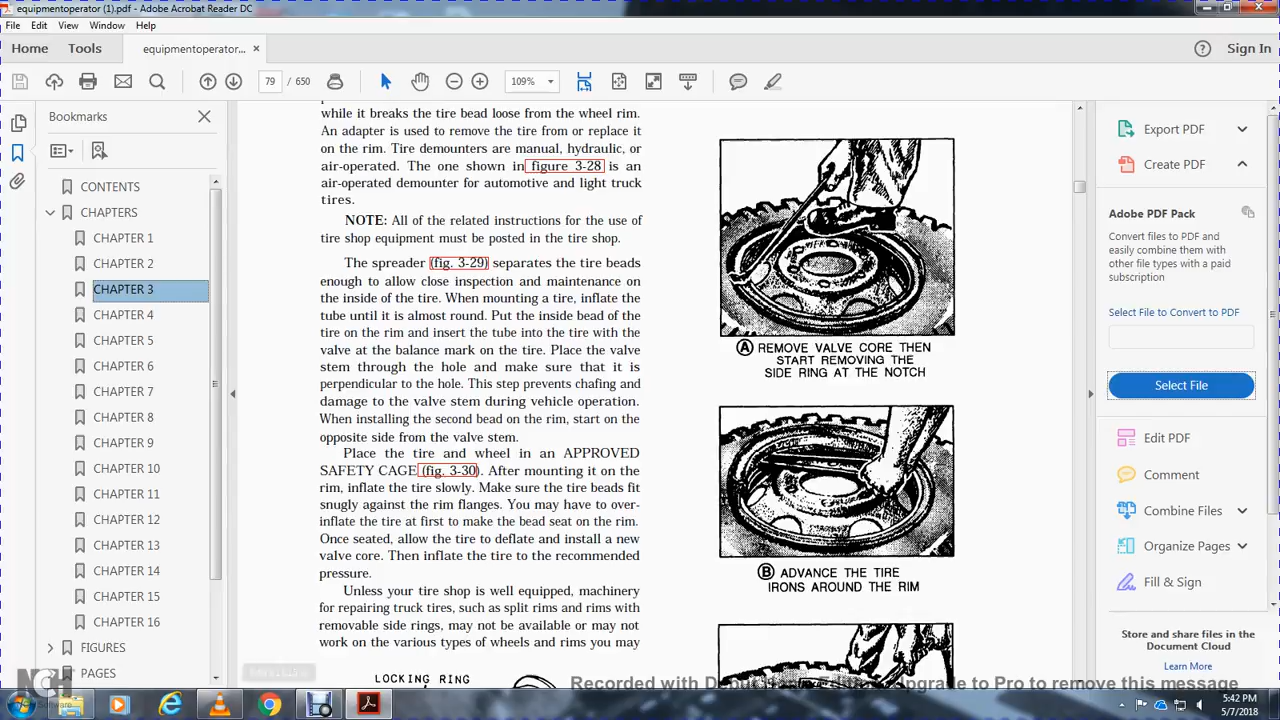 equipmentoperator (1).pdf - Adobe Acrobat Reader DC
File Edit View Window Help
Home Tools equipmentoperator... × Sign In
79 / 650 109%
Bookmarks
CONTENTS
CHAPTERS
CHAPTER 1
CHAPTER 2
CHAPTER 3
CHAPTER 4
CHAPTER 5
CHAPTER 6
CHAPTER 7
CHAPTER 8
CHAPTER 9
CHAPTER 10
CHAPTER 11
CHAPTER 12
CHAPTER 13
CHAPTER 14
CHAPTER 15
CHAPTER 16
FIGURES
PAGES
while it breaks the tire bead loose from the wheel rim.
An adapter is used to remove the tire from or replace it
on the rim. Tire demounters are manual, hydraulic, or
air-operated. The one shown in figure 3-28 is an
air-operated demounter for automotive and light truck
tires.
NOTE: All of the related instructions for the use of
tire shop equipment must be posted in the tire shop.
The spreader (fig. 3-29) separates the tire beads
enough to allow close inspection and maintenance on
the inside of the tire. When mounting a tire, inflate the
tube until it is almost round. Put the inside bead of the
tire on the rim and insert the tube into the tire with the
valve at the balance mark on the tire. Place the valve
stem through the hole and make sure that it is
perpendicular to the hole. This step prevents chafing and
damage to the valve stem during vehicle operation.
When installing the second bead on the rim, start on the
opposite side from the valve stem.
Place the tire and wheel in an APPROVED
SAFETY CAGE (fig. 3-30). After mounting it on the
rim, inflate the tire slowly. Make sure the tire beads fit
snugly against the rim flanges. You may have to over-
inflate the tire at first to make the bead seat on the rim.
Once seated, allow the tire to deflate and install a new
valve core. Then inflate the tire to the recommended
pressure.
Unless your tire shop is well equipped, machinery
for repairing truck tires, such as split rims and rims with
removable side rings, may not be available or may not
work on the various types of wheels and rims you may
LOCKING RING
A REMOVE VALVE CORE THEN
START REMOVING THE
SIDE RING AT THE NOTCH
B ADVANCE THE TIRE
IRONS AROUND THE RIM
Export PDF
Create PDF
Adobe PDF Pack
Convert files to PDF and
easily combine them with
other file types with a paid
subscription
Select File to Convert to PDF
Select File
Edit PDF
Comment
Combine Files
Organize Pages
Fill & Sign
Store and share files in the
Document Cloud
Learn More
NCH
Software
Recorded with upgrade to Pro to remove this message
5:42 PM
5/7/2018